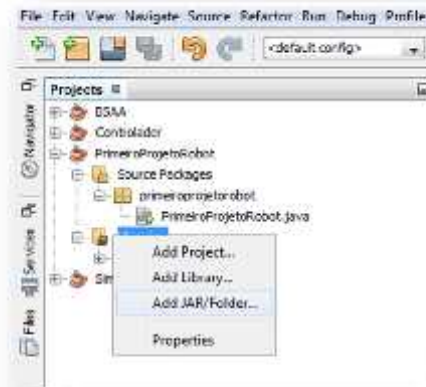 File Edit View Navigate Source Refactor Run Debug Profile
<default config>
Projects
BSAA
Controlador
PrimeiroProjetoRobot
Source Packages
primeiroprojetorobot
PrimeiroProjetoRobot.java
Sim
Add Project...
Add Library...
Add JAR/Folder...
Properties
Navigator
Services
Files